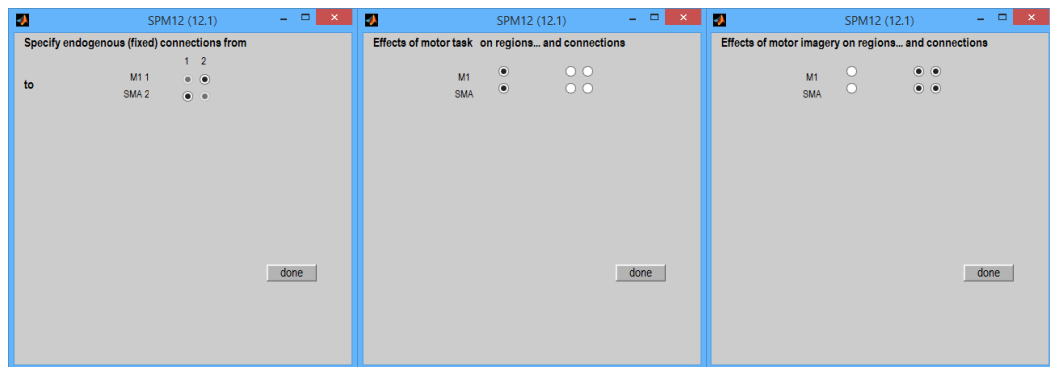 SPM12 (12.1)
Specify endogenous (fixed) connections from
1 2
to
M1 1
SMA 2
done
SPM12 (12.1)
Effects of motor task on regions... and connections
M1
SMA
done
SPM12 (12.1)
Effects of motor imagery on regions... and connections
M1
SMA
done